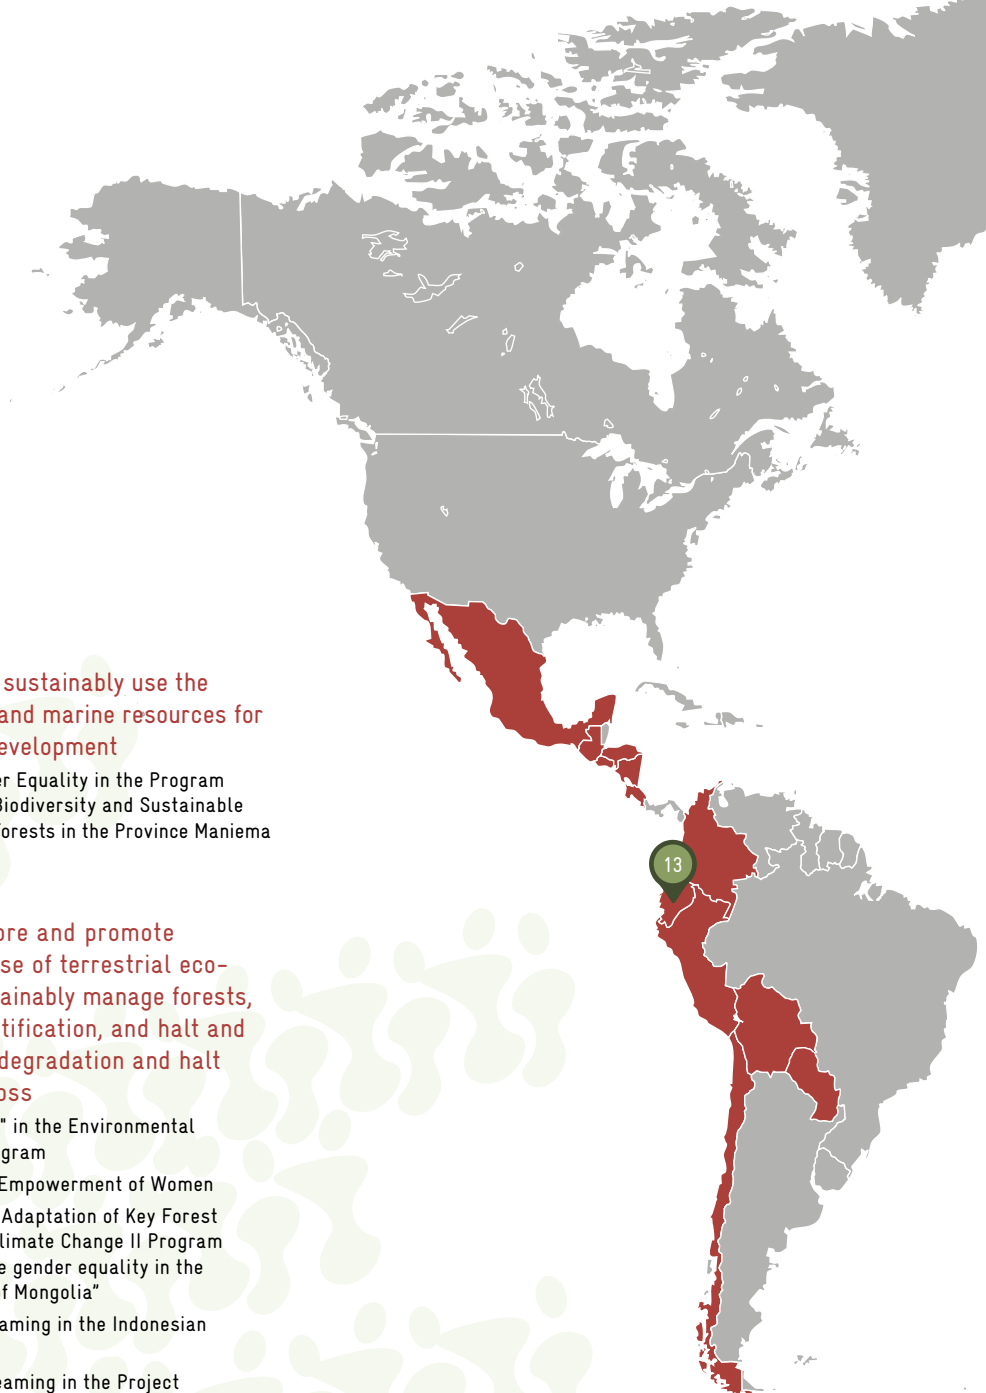 sustainably use the
and marine resources for
evelopment
er Equality in the Program
Biodiversity and Sustainable
Forests in the Province Maniema
13
ore and promote
se of terrestrial eco-
tainably manage forests,
tification, and halt and
degradation and halt
oss
" in the Environmental
gram
Empowerment of Women
Adaptation of Key Forest
limate Change II Program
e gender equality in the
f Mongolia"
aming in the Indonesian
eaming in the Project